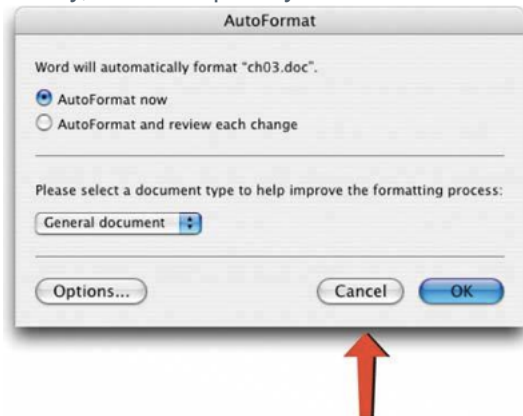 AutoFormat
Word will automatically format “ch03.doc”.
AutoFormat now
AutoFormat and review each change
Please select a document type to help improve the formatting process:
General document
Options... Cancel OK